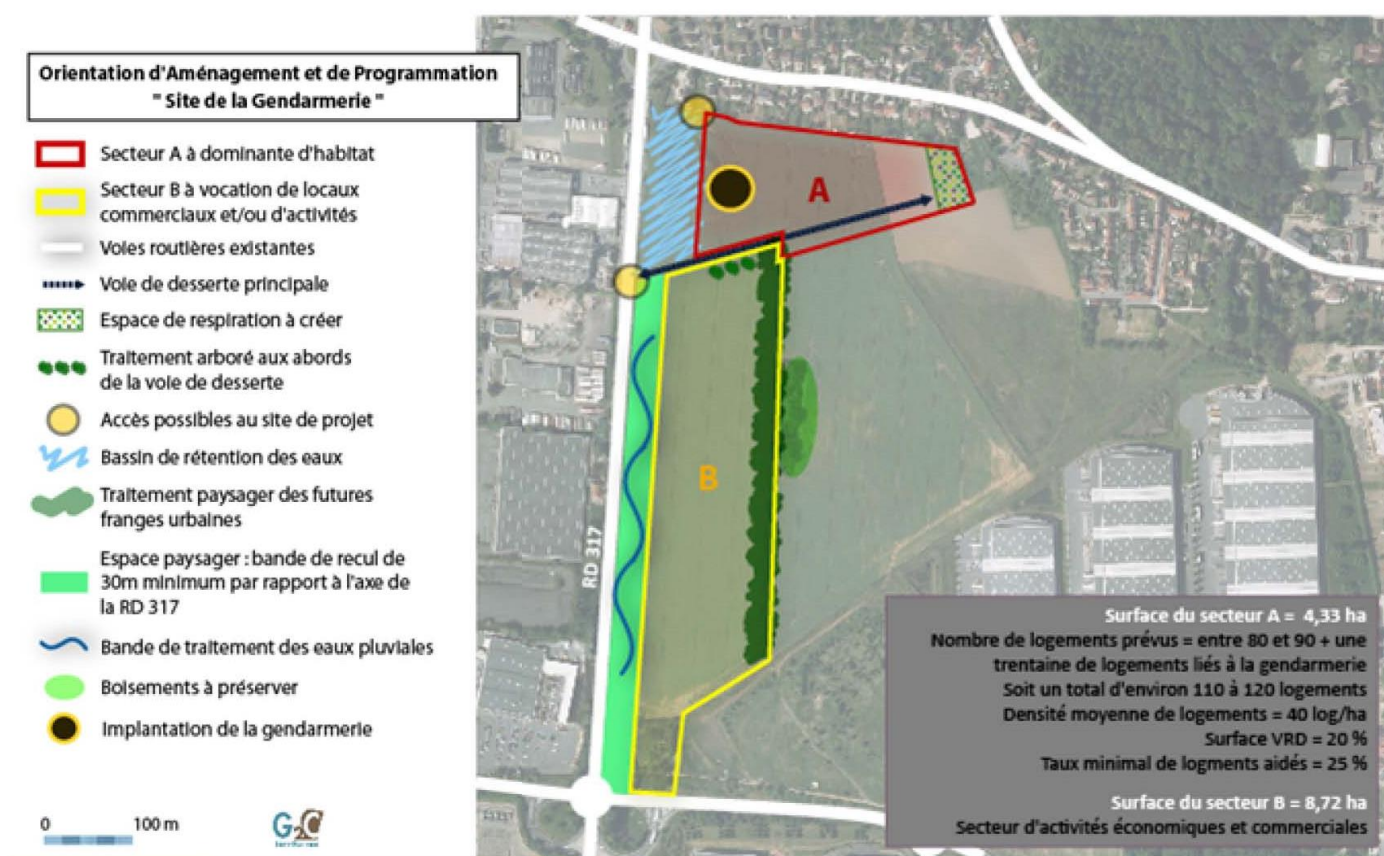 Orientation d'Aménagement et de Programmation
" Site de la Gendarmerie "
Secteur A à dominante d'habitat
Secteur B à vocation de locaux
commerciaux et/ou d'activités
Voies routières existantes
Voie de desserte principale
Espace de respiration à créer
Traitement arboré aux abords
de la voie de desserte
Accès possibles au site de projet
Bassin de rétention des eaux
Traitement paysager des futures
franges urbaines
Espace paysager : bande de recul de
30m minimum par rapport à l'axe de
la RD 317
Bande de traitement des eaux pluviales
Boisements à préserver
Implantation de la gendarmerie
0 100 m
G2C
territoires
A
B
RD 317
Surface du secteur A = 4,33 ha
Nombre de logements prévus = entre 80 et 90 + une
trentaine de logements liés à la gendarmerie
Soit un total d'environ 110 à 120 logements
Densité moyenne de logements = 40 log/ha
Surface VRD = 20 %
Taux minimal de logments aidés = 25 %
Surface du secteur B = 8,72 ha
Secteur d'activités économiques et commerciales